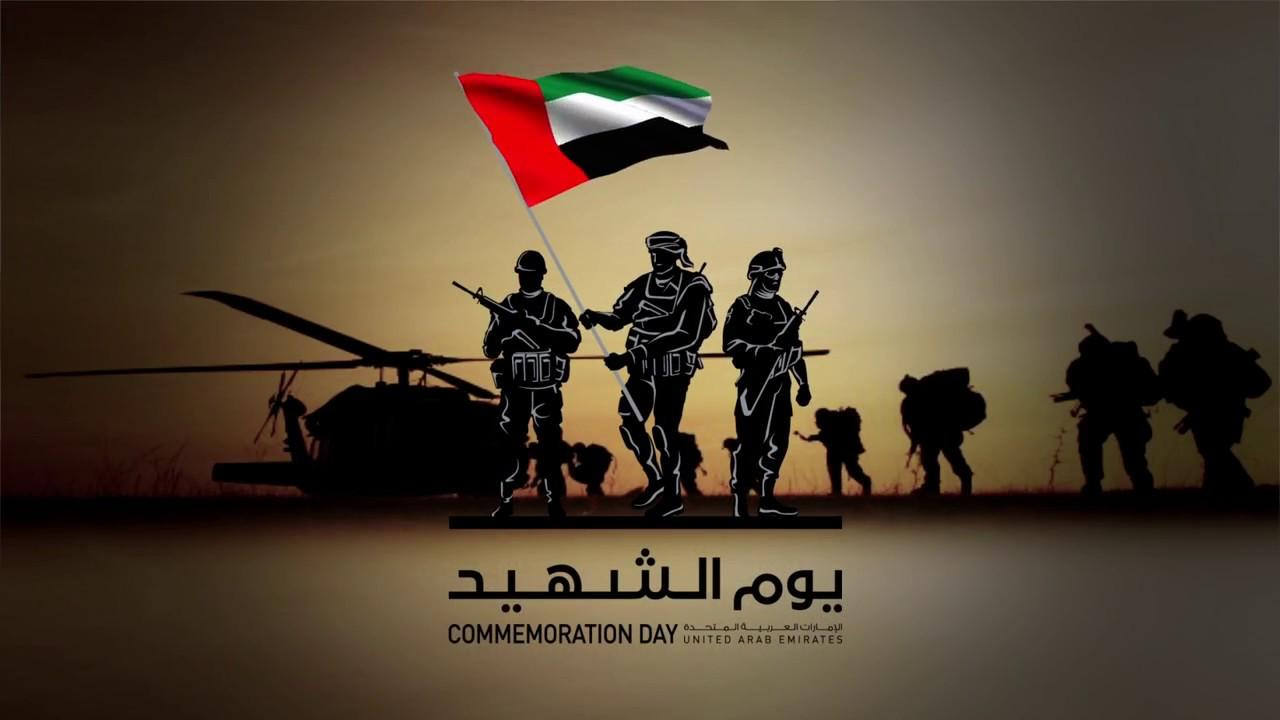 يوم الشهيد
COMMEMORATION DAY
الإمارات العربية المتحدة
UNITED ARAB EMIRATES